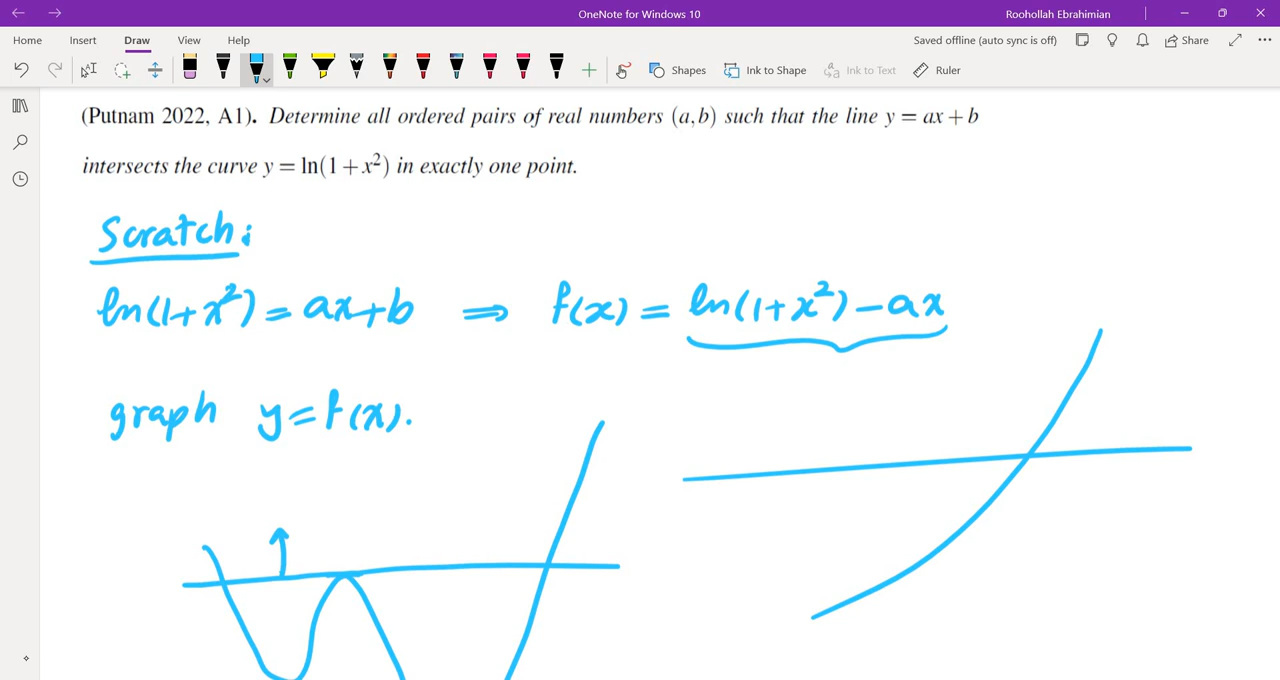 OneNote for Windows 10
Roohollah Ebrahimian
Home Insert Draw View Help
Saved offline (auto sync is off)
Share
Shapes
Ink to Shape
Ink to Text
Ruler
(Putnam 2022, A1). Determine all ordered pairs of real numbers (a,b) such that the line y = ax + b
intersects the curve y = ln(1 + x²) in exactly one point.
Scratch:
ln(1+x²) = ax+b ⟹ f(x) = ln(1+x²) − ax
graph y = f(x).